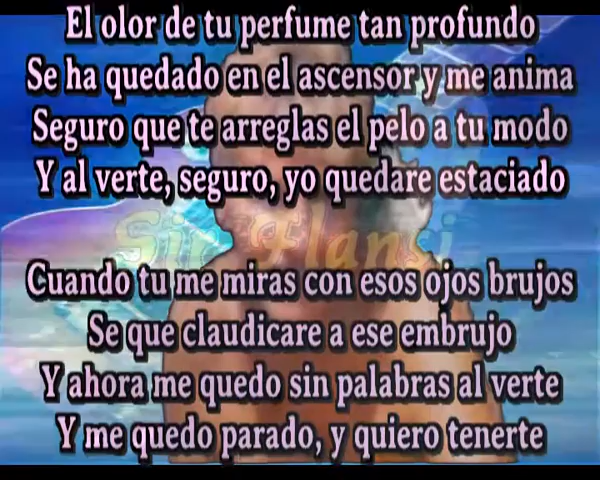 El olor de tu perfume tan profundo
Se ha quedado en el ascensor y me anima
Seguro que te arreglas el pelo a tu modo
Y al verte, seguro, yo quedare estaciado
Sir Flansi
Cuando tu me miras con esos ojos brujos
Se que claudicare a ese embrujo
Y ahora me quedo sin palabras al verte
Y me quedo parado, y quiero tenerte